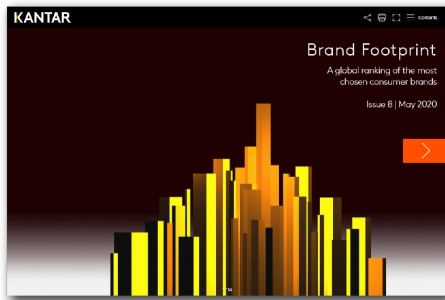 KANTAR
Contents
Brand Footprint
A global ranking of the most
chosen consumer brands
Issue 8 | May 2020